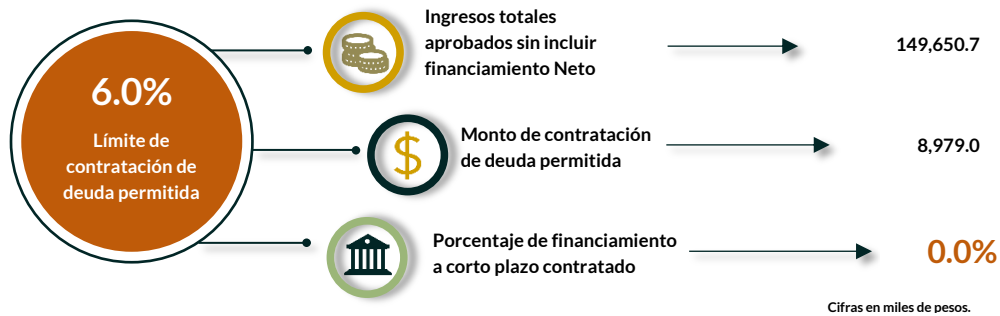 6.0%
Límite de
contratación de
deuda permitida
Ingresos totales
aprobados sin incluir
financiamiento Neto
149,650.7
$
Monto de contratación
de deuda permitida
8,979.0
Porcentaje de financiamiento
a corto plazo contratado
0.0%
Cifras en miles de pesos.